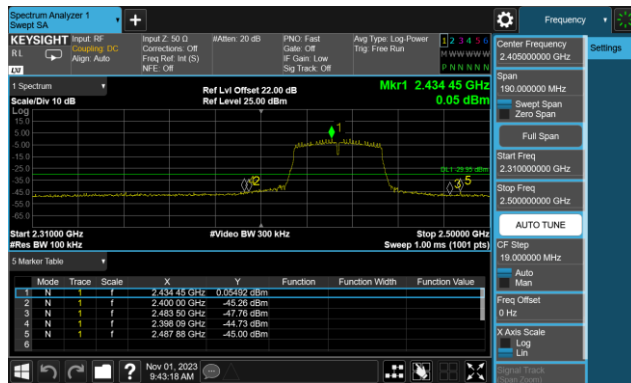 Spectrum Analyzer 1
Swept SA
+
Frequency
KEYSIGHT
RL
LXI
Input: RF
Coupling: DC
Align: Auto
Input Z: 50 Ω
Corrections: Off
Freq Ref: Int (S)
NFE: Off
#Atten: 20 dB
PNO: Fast
Gate: Off
IF Gain: Low
Sig Track: Off
Avg Type: Log-Power
Trig: Free Run
1 2 3 4 5 6
M W W W W W
P N N N N N
1 Spectrum
Scale/Div 10 dB
Ref Lvl Offset 22.00 dB
Ref Level 25.00 dBm
Mkr1 2.434 45 GHz
0.05 dBm
Log
15.0
5.00
-5.00
-15.0
-25.0
-35.0
-45.0
-55.0
-65.0
1
DL1 -29.95 dBm
Start 2.31000 GHz
#Res BW 100 kHz
#Video BW 300 kHz
Stop 2.50000 GHz
Sweep 1.00 ms (1001 pts)
5 Marker Table
Mode Trace Scale X Y Function Function Width Function Value
1 N 1 f 2.434 45 GHz 0.05492 dBm
2 N 1 f 2.400 00 GHz -45.26 dBm
3 N 1 f 2.483 50 GHz -47.76 dBm
4 N 1 f 2.398 09 GHz -44.73 dBm
5 N 1 f 2.487 88 GHz -45.00 dBm
6
?
Nov 01, 2023
9:43:18 AM
Center Frequency
2.405000000 GHz
Settings
Span
190.000000 MHz
Swept Span
Zero Span
Full Span
Start Freq
2.310000000 GHz
Stop Freq
2.500000000 GHz
AUTO TUNE
CF Step
19.000000 MHz
Auto
Man
Freq Offset
0 Hz
X Axis Scale
Log
Lin
Signal Track
(Span Zoom)